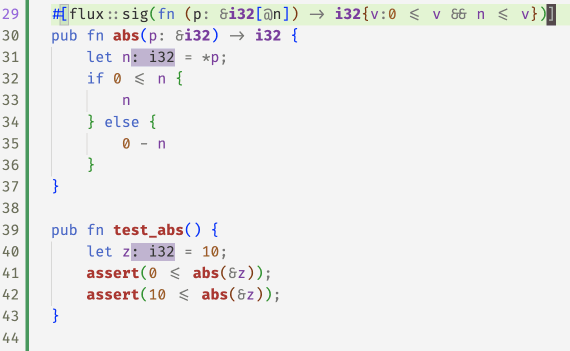 29 #[flux::sig(fn (p: &i32[@n]) -> i32{v:0 <= v && n <= v})]
30 pub fn abs(p: &i32) -> i32 {
31     let n: i32 = *p;
32     if 0 <= n {
33         n
34     } else {
35         0 - n
36     }
37 }
38
39 pub fn test_abs() {
40     let z: i32 = 10;
41     assert(0 <= abs(&z));
42     assert(10 <= abs(&z));
43 }
44